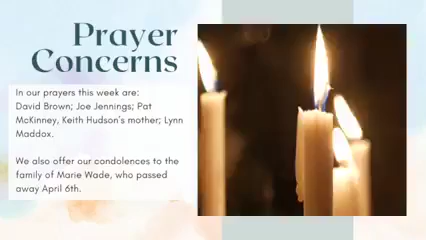 Prayer
Concerns
In our prayers this week are:
David Brown; Joe Jennings; Pat
McKinney, Keith Hudson's mother; Lynn
Maddox.
We also offer our condolences to the
family of Marie Wade, who passed
away April 6th.